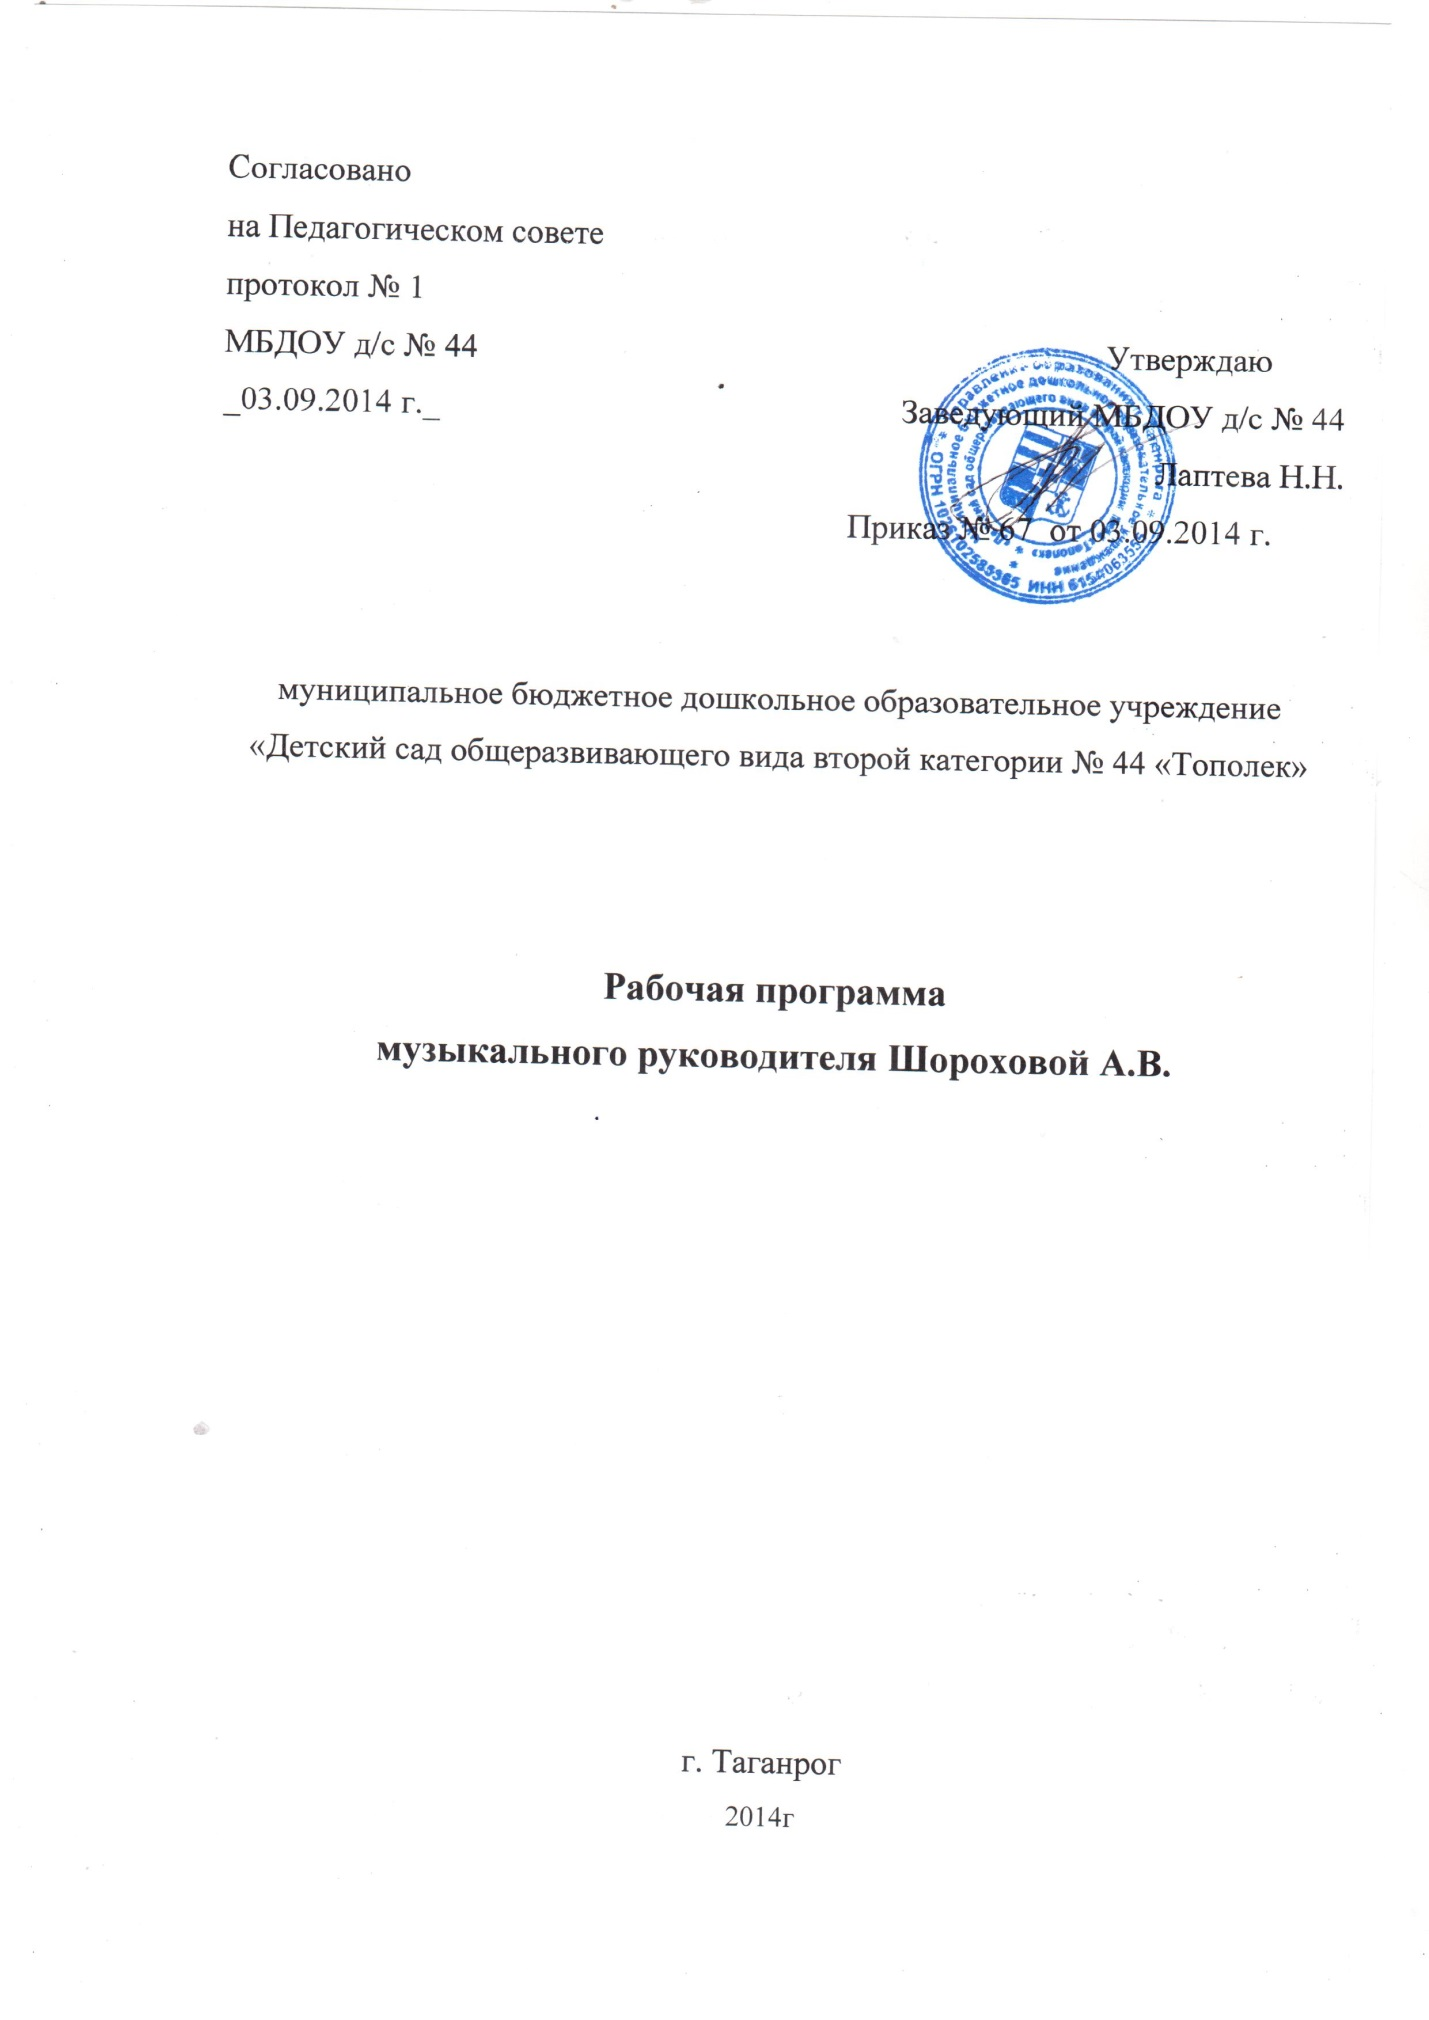 Согласовано
на Педагогическом совете
протокол № 1
МБДОУ д/с № 44
_03.09.2014 г._
Утверждаю
Заведующий МБДОУ д/с № 44
Лаптева Н.Н.
Приказ № 67 от 03.09.2014 г.
муниципальное бюджетное дошкольное образовательное учреждение
«Детский сад общеразвивающего вида второй категории № 44 «Тополек»
Рабочая программа
музыкального руководителя Шороховой А.В.
г. Таганрог
2014г